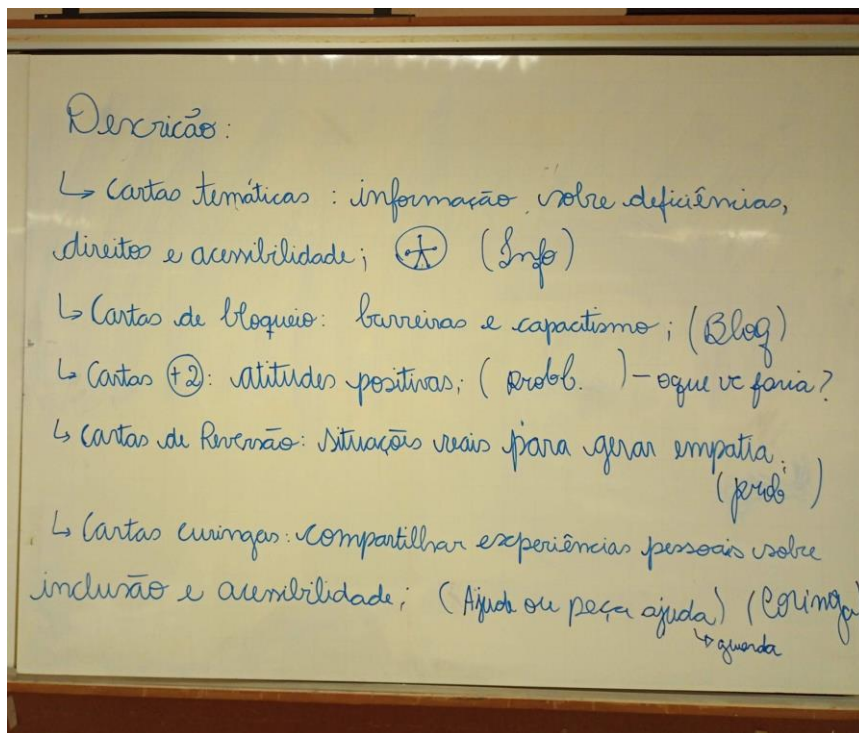 Descrição:
↳ Cartas temáticas : informação sobre deficiências,
direitos e acessibilidade; (Info)
↳ Cartas de bloqueio: barreiras e capacitismo; (Bloq)
↳ Cartas +2: atitudes positivas; ( probl. ) – oque vc faria?
↳ cartas de Reversão: situações reais para gerar empatia.
(prob )
↳ Cartas curingas: compartilhar experiências pessoais sobre
inclusão e acessibilidade; (Ajude ou peça ajuda) (Coringa)
↳ guarda